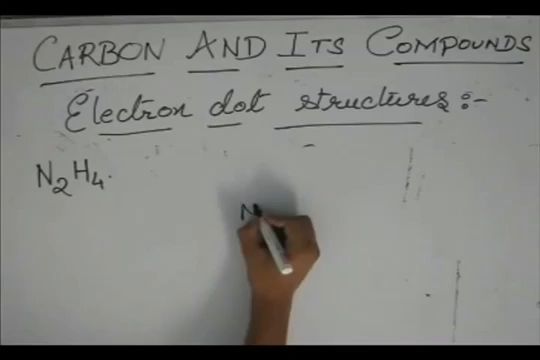 CARBON AND ITS COMPOUNDS
Electron dot structures:-
N₂H₄.
N